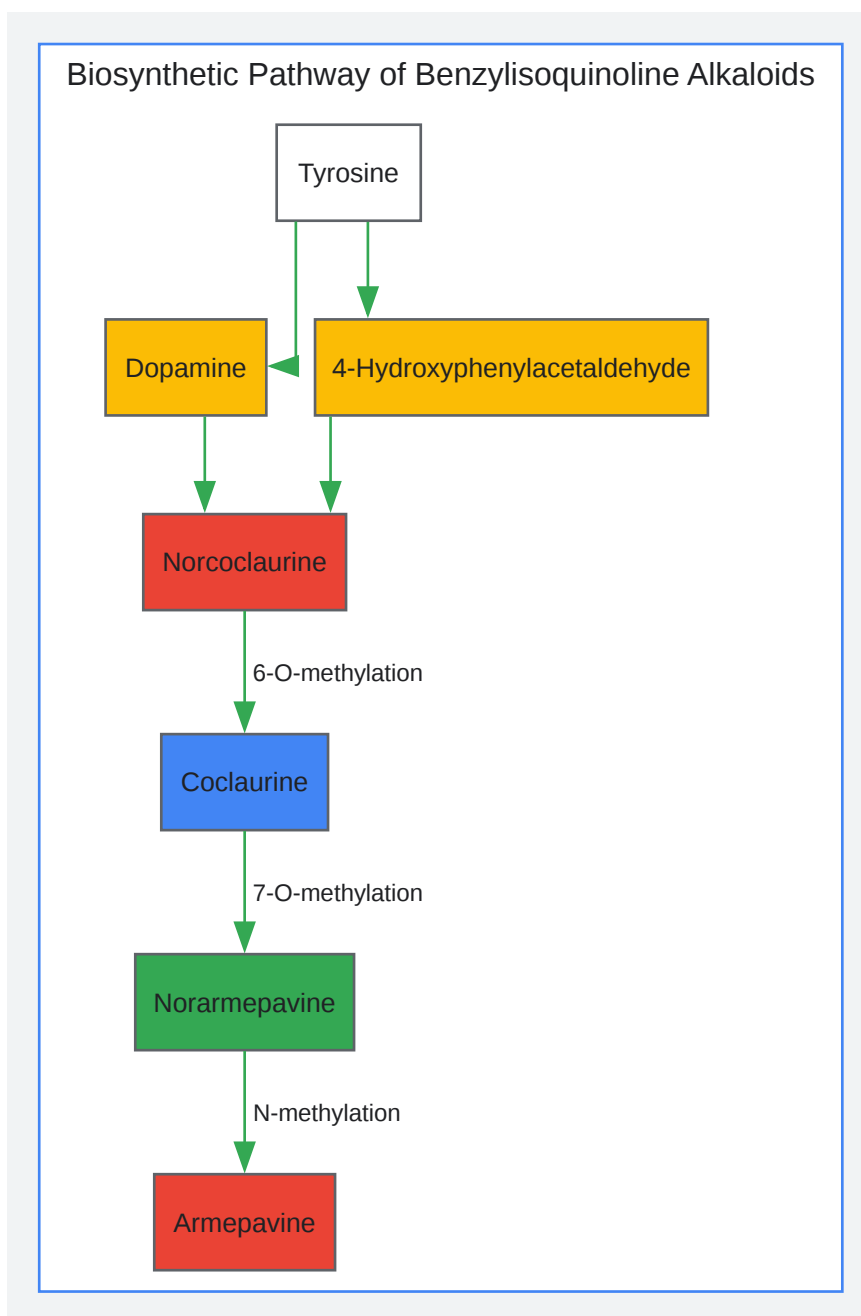 Biosynthetic Pathway of Benzylisoquinoline Alkaloids
Tyrosine
Dopamine
4-Hydroxyphenylacetaldehyde
Norcoclaurine
6-O-methylation
Coclaurine
7-O-methylation
Norarmepavine
N-methylation
Armepavine